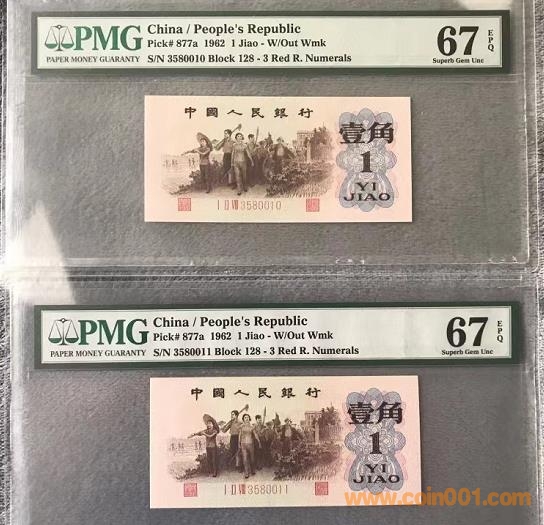 PMG
PAPER MONEY GUARANTY
China / People's Republic
Pick# 877a 1962 1 Jiao - W/Out Wmk
S/N 3580010 Block 128 - 3 Red R. Numerals
67 EPQ
Superb Gem Unc
中國人民銀行
壹角
1
YI
JIAO
I II VIII 3580010
PMG
PAPER MONEY GUARANTY
China / People's Republic
Pick# 877a 1962 1 Jiao - W/Out Wmk
S/N 3580011 Block 128 - 3 Red R. Numerals
67 EPQ
Superb Gem Unc
中國人民銀行
壹角
1
YI
JIAO
I II VIII 3580011
www.coin001.com